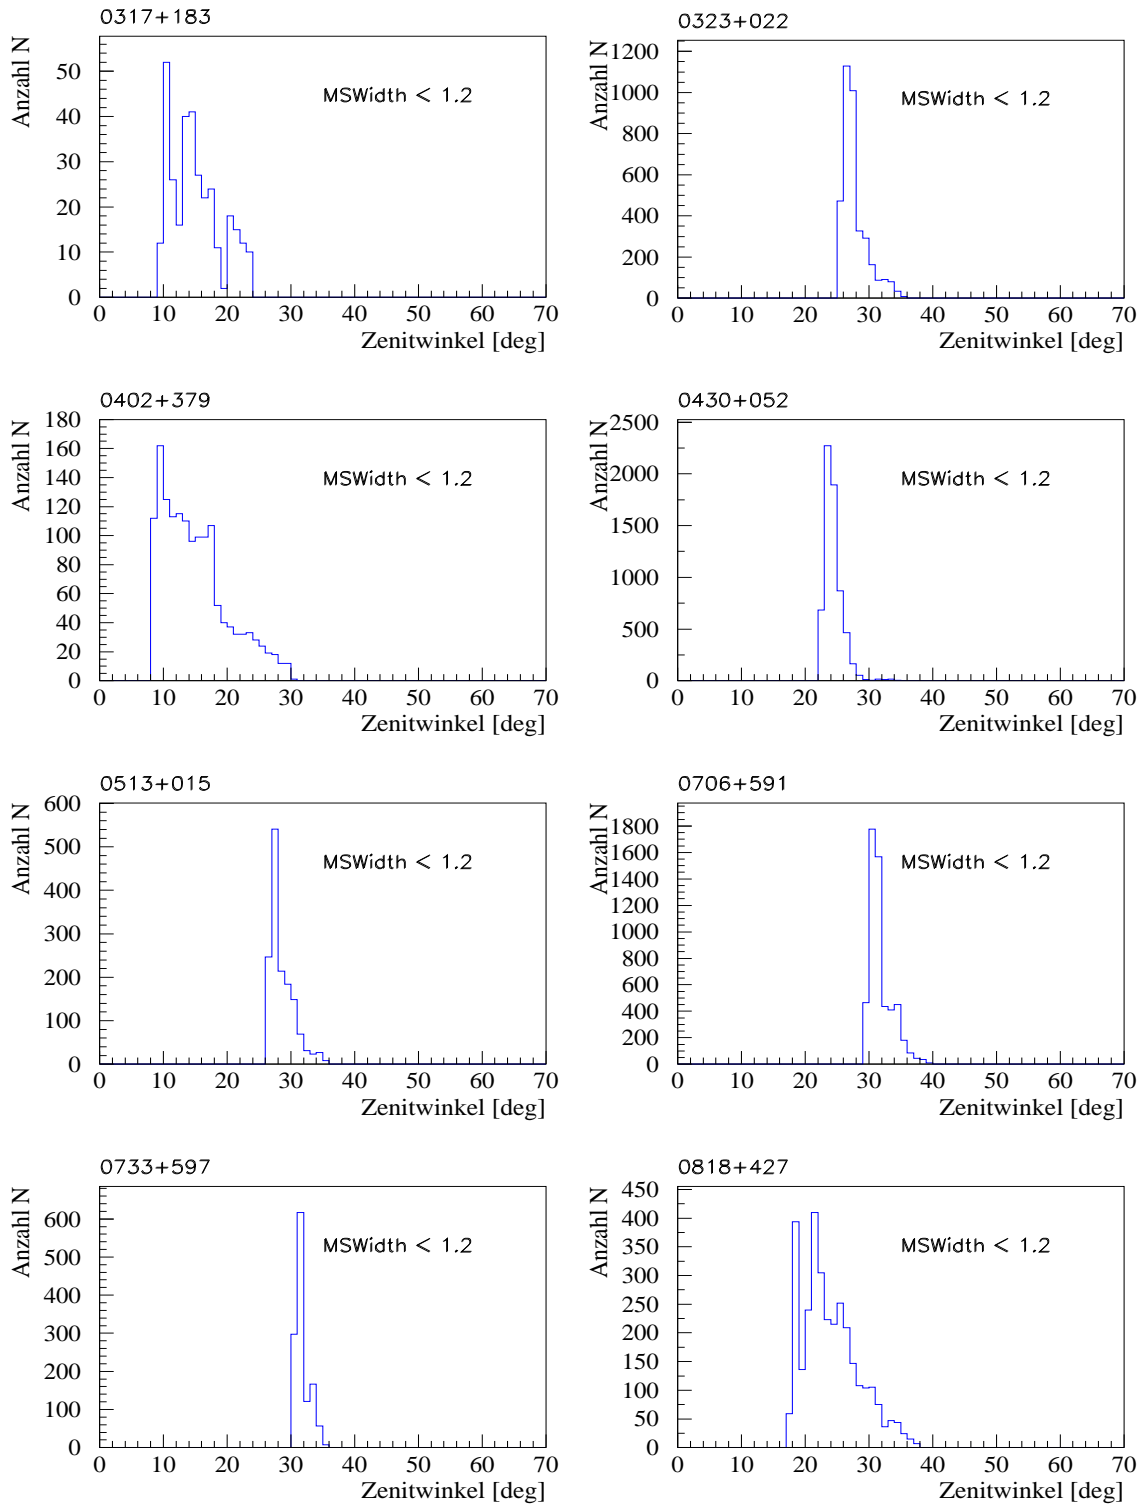 0317+183
Anzahl N
MSWidth < 1.2
50
40
30
20
10
0
0 10 20 30 40 50 60 70
Zenitwinkel [deg]
0323+022
Anzahl N
MSWidth < 1.2
1200
1000
800
600
400
200
0
0 10 20 30 40 50 60 70
Zenitwinkel [deg]
0402+379
Anzahl N
MSWidth < 1.2
180
160
140
120
100
80
60
40
20
0
0 10 20 30 40 50 60 70
Zenitwinkel [deg]
0430+052
Anzahl N
MSWidth < 1.2
2500
2000
1500
1000
500
0
0 10 20 30 40 50 60 70
Zenitwinkel [deg]
0513+015
Anzahl N
MSWidth < 1.2
600
500
400
300
200
100
0
0 10 20 30 40 50 60 70
Zenitwinkel [deg]
0706+591
Anzahl N
MSWidth < 1.2
1800
1600
1400
1200
1000
800
600
400
200
0
0 10 20 30 40 50 60 70
Zenitwinkel [deg]
0733+597
Anzahl N
MSWidth < 1.2
600
500
400
300
200
100
0
0 10 20 30 40 50 60 70
Zenitwinkel [deg]
0818+427
Anzahl N
MSWidth < 1.2
450
400
350
300
250
200
150
100
50
0
0 10 20 30 40 50 60 70
Zenitwinkel [deg]